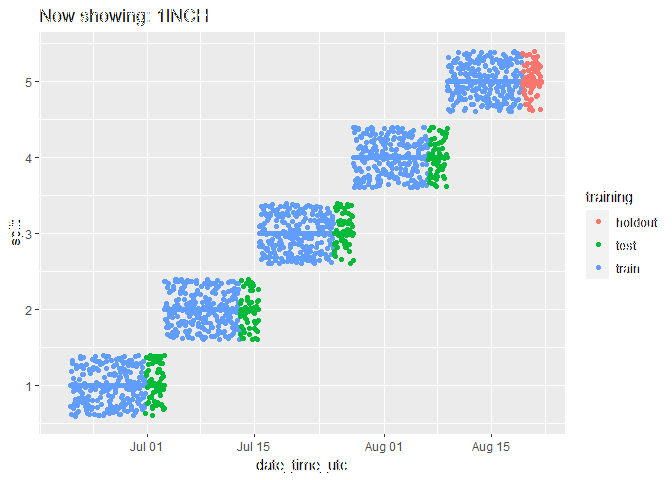 Now showing: 1INCH
5
4
3
2
1
split
Jul 01
Jul 15
Aug 01
Aug 15
date_time_utc
training
holdout
test
train